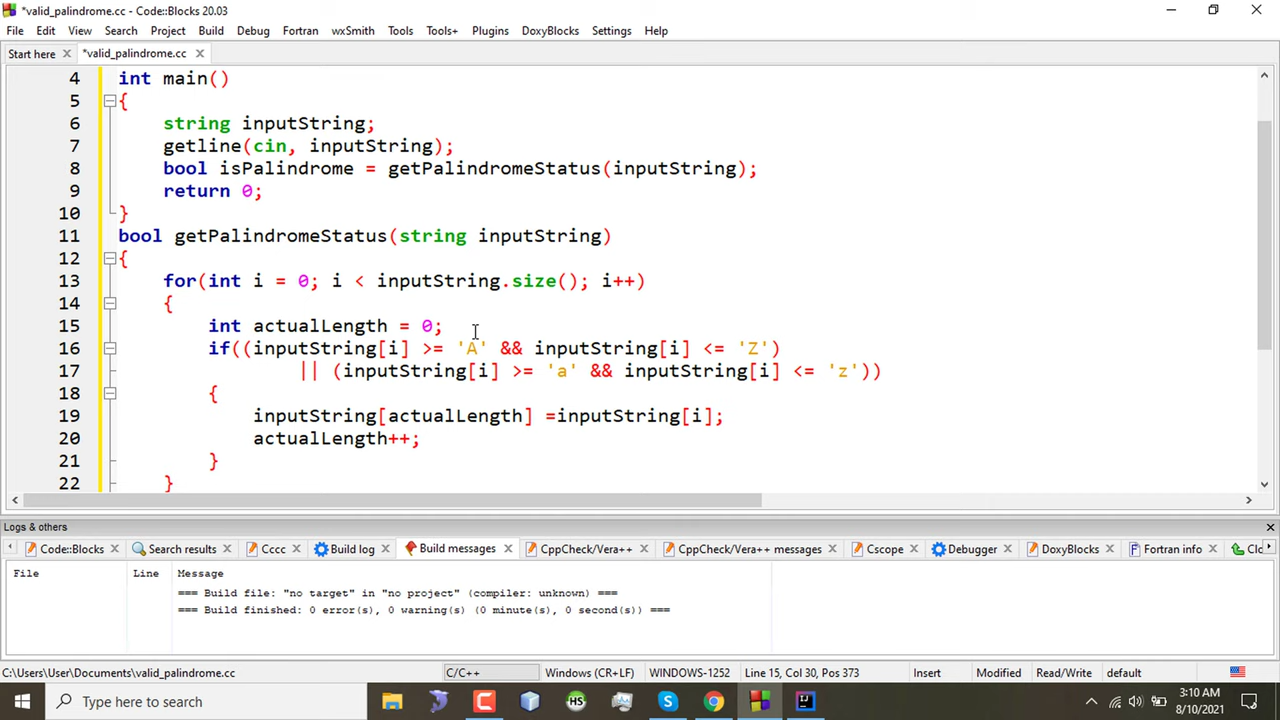 *valid_palindrome.cc - Code::Blocks 20.03
File Edit View Search Project Build Debug Fortran wxSmith Tools Tools+ Plugins DoxyBlocks Settings Help
Start here *valid_palindrome.cc
4 int main()
5 {
6 string inputString;
7 getline(cin, inputString);
8 bool isPalindrome = getPalindromeStatus(inputString);
9 return 0;
10 }
11 bool getPalindromeStatus(string inputString)
12 {
13 for(int i = 0; i < inputString.size(); i++)
14 {
15 int actualLength = 0;
16 if((inputString[i] >= 'A' && inputString[i] <= 'Z')
17 || (inputString[i] >= 'a' && inputString[i] <= 'z'))
18 {
19 inputString[actualLength] =inputString[i];
20 actualLength++;
21 }
22 }
Logs & others
Code::Blocks Search results Cccc Build log Build messages CppCheck/Vera++ CppCheck/Vera++ messages Cscope Debugger DoxyBlocks Fortran info Clo
File Line Message
=== Build file: "no target" in "no project" (compiler: unknown) ===
=== Build finished: 0 error(s), 0 warning(s) (0 minute(s), 0 second(s)) ===
C:\Users\User\Documents\valid_palindrome.cc C/C++ Windows (CR+LF) WINDOWS-1252 Line 15, Col 30, Pos 373 Insert Modified Read/Write default
Type here to search
HS
3:10 AM
8/10/2021